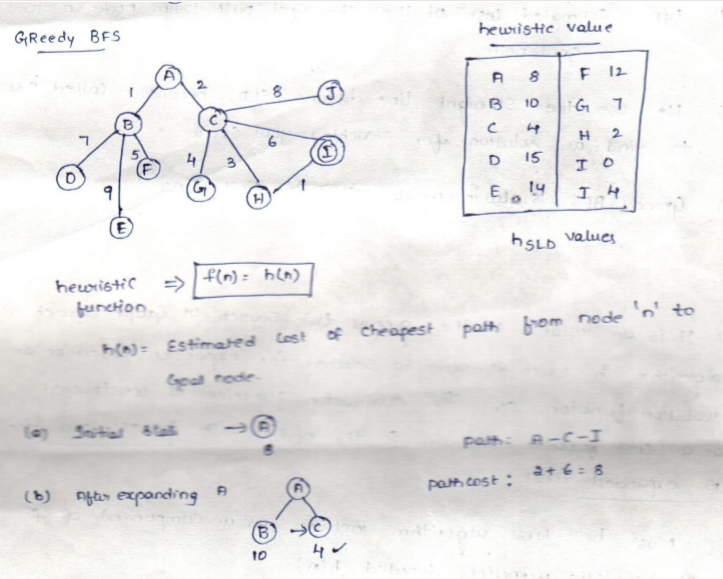 GReedy BFS
heuristic value
A 8 F 12
B 10 G 7
C 4 H 2
D 15 I 0
E 14 I 4
hSLD values
A
1
2
8
J
B
C
7
5
6
I
D
F
4
3
G
9
H
1
E
heuristic function => f(n) = h(n)
h(n) = Estimated cost of cheapest path from node 'n' to
Goal node.
(a) Initial State → A
8
path: A - C - I
path cost: 2 + 6 = 8
(b) After expanding A
A
B → C
10 4 ✓